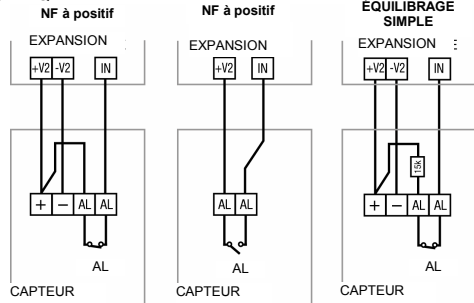 NF à positif
EXPANSION
+V2 -V2 IN
+ − AL AL
AL
CAPTEUR
NF à positif
EXPANSION
+V2 IN
AL AL
AL
CAPTEUR
ÉQUILIBRAGE
SIMPLE
EXPANSION
+V2 -V2 IN
15k
+ − AL AL
AL
CAPTEUR